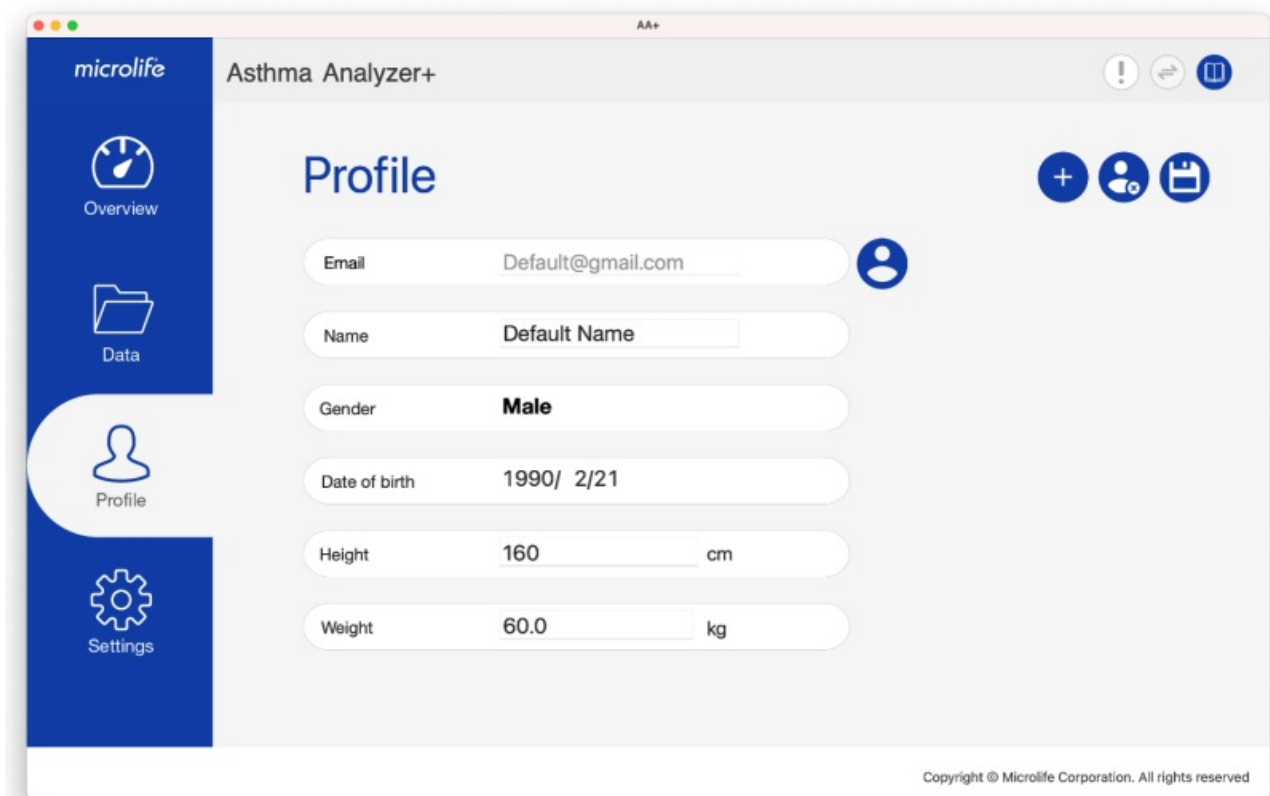 AA+
microlife
Asthma Analyzer+
Overview
Data
Profile
Settings
Profile
Email Default@gmail.com
Name Default Name
Gender Male
Date of birth 1990/ 2/21
Height 160 cm
Weight 60.0 kg
Copyright © Microlife Corporation. All rights reserved